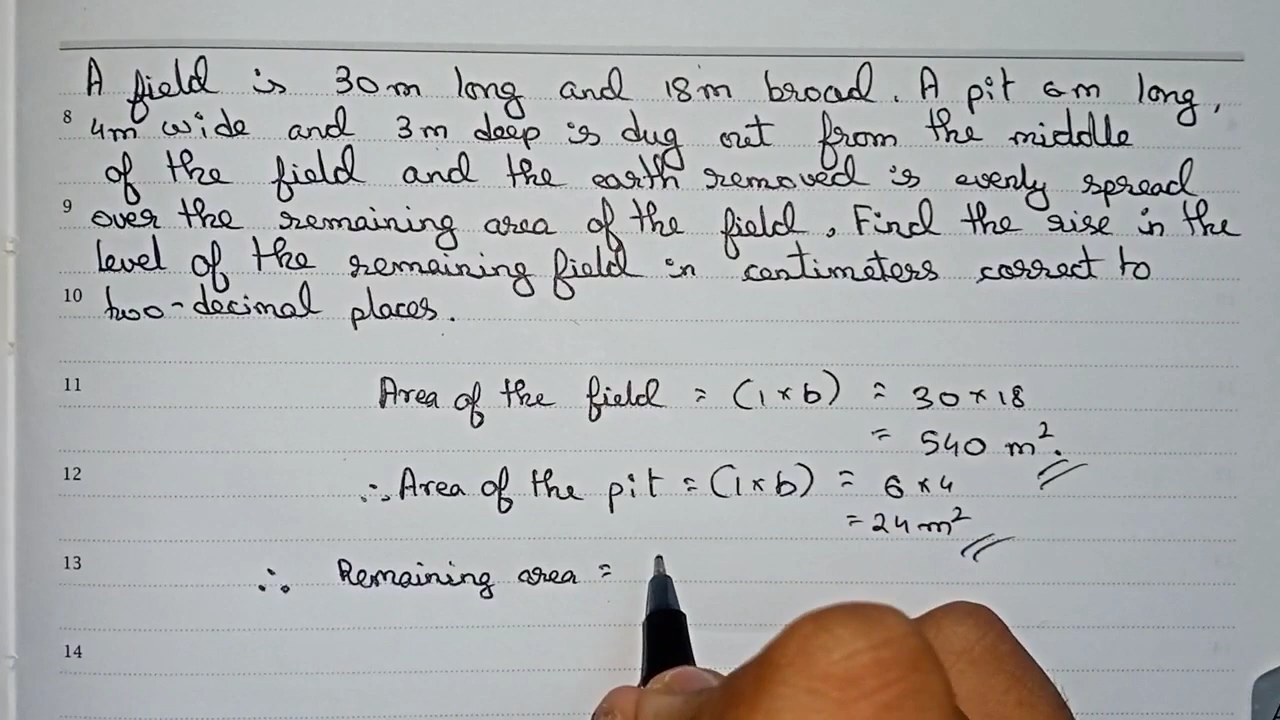 A field is 30m long and 18m broad. A pit 6m long,
8 4m wide and 3m deep is dug out from the middle
of the field and the earth removed is evenly spread
9 over the remaining area of the field, Find the rise in the
level of the remaining field in centimeters correct to
10 two-decimal places.
11 Area of the field = (l × b) = 30 × 18
= 540 m².
12 ∴ Area of the pit = (l × b) = 6 × 4
= 24 m²
13 ∴ Remaining area =
14